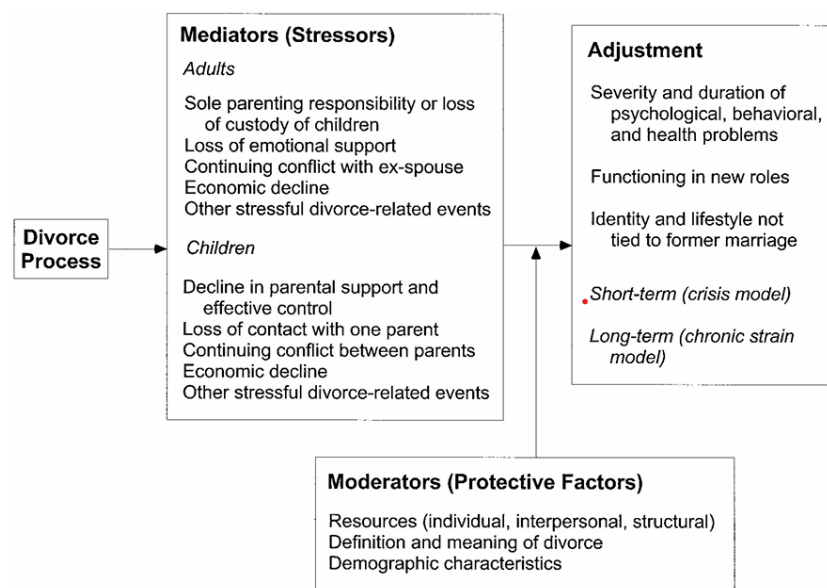 Mediators (Stressors)
Adults
Sole parenting responsibility or loss
of custody of children
Loss of emotional support
Continuing conflict with ex-spouse
Economic decline
Other stressful divorce-related events
Children
Decline in parental support and
effective control
Loss of contact with one parent
Continuing conflict between parents
Economic decline
Other stressful divorce-related events
Divorce
Process
Adjustment
Severity and duration of
psychological, behavioral,
and health problems
Functioning in new roles
Identity and lifestyle not
tied to former marriage
Short-term (crisis model)
Long-term (chronic strain
model)
Moderators (Protective Factors)
Resources (individual, interpersonal, structural)
Definition and meaning of divorce
Demographic characteristics